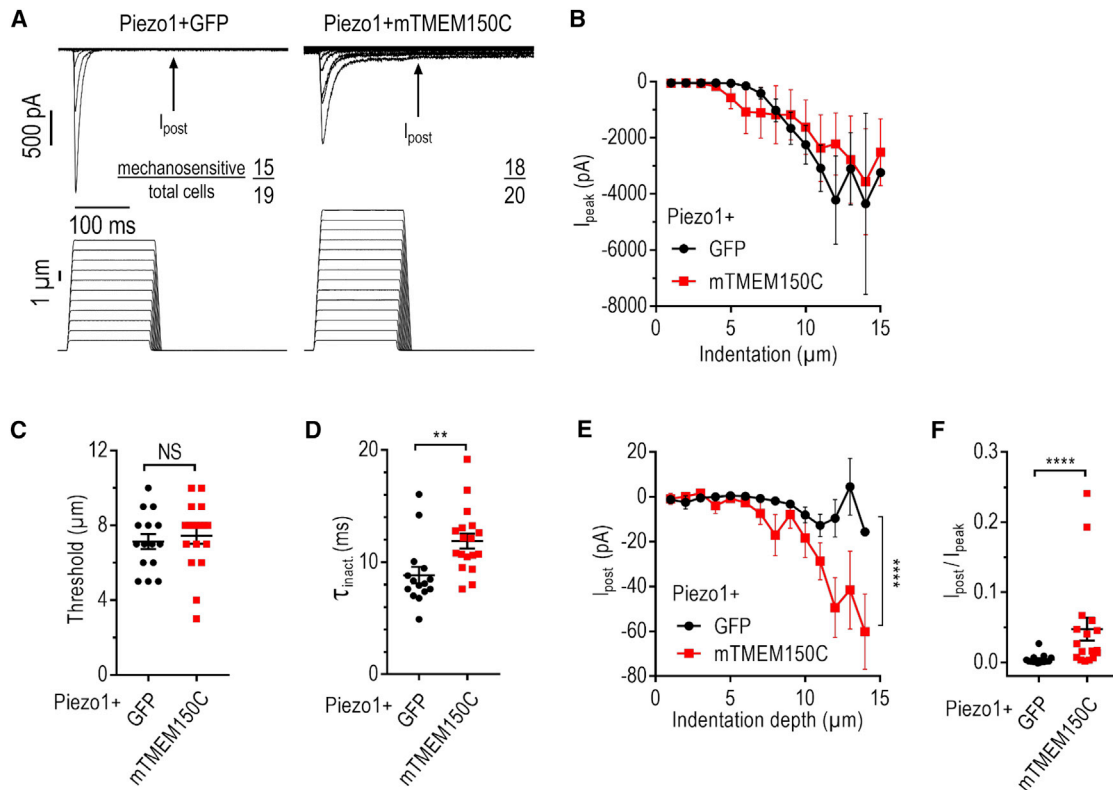 A
Piezo1+GFP
Piezo1+mTMEM150C
500 pA
Ipost
Ipost
mechanosensitive
total cells
15
19
18
20
100 ms
1 µm
B
Ipeak (pA)
0
-2000
-4000
-6000
-8000
Piezo1+
GFP
mTMEM150C
0
5
10
15
Indentation (µm)
C
Threshold (µm)
12
8
4
0
NS
Piezo1+
GFP
mTMEM150C
D
τinact. (ms)
20
10
0
**
Piezo1+
GFP
mTMEM150C
E
Ipost (pA)
20
0
-20
-40
-60
-80
Piezo1+
GFP
mTMEM150C
****
0
5
10
15
Indentation depth (µm)
F
Ipost/ Ipeak
0.3
0.2
0.1
0.0
****
Piezo1+
GFP
mTMEM150C